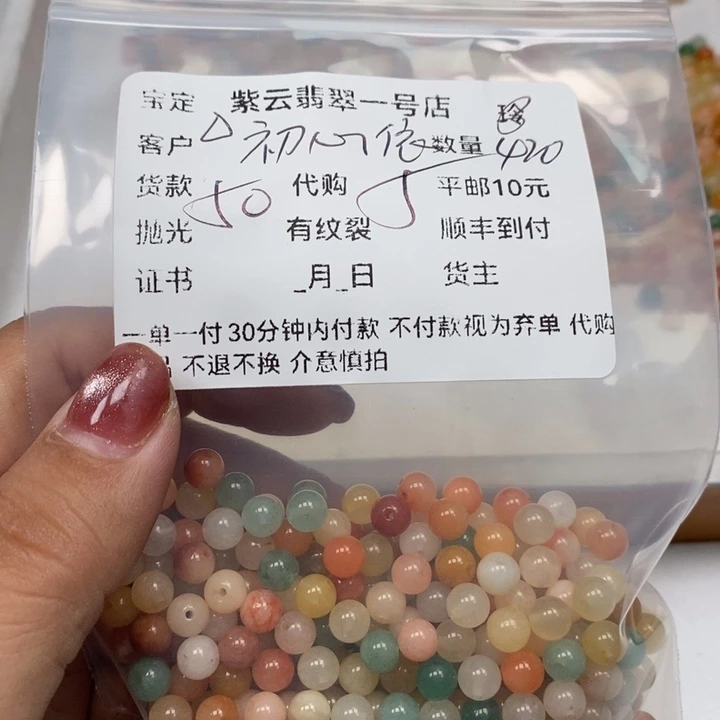 宝定 紫云翡翠一号店
客户 初心依 数量 420
货款 50 代购 5 平邮10元
抛光 有纹裂 顺丰到付
证书 _月_日 货主
一单一付 30分钟内付款 不付款视为弃单 代购
不退不换 介意慎拍